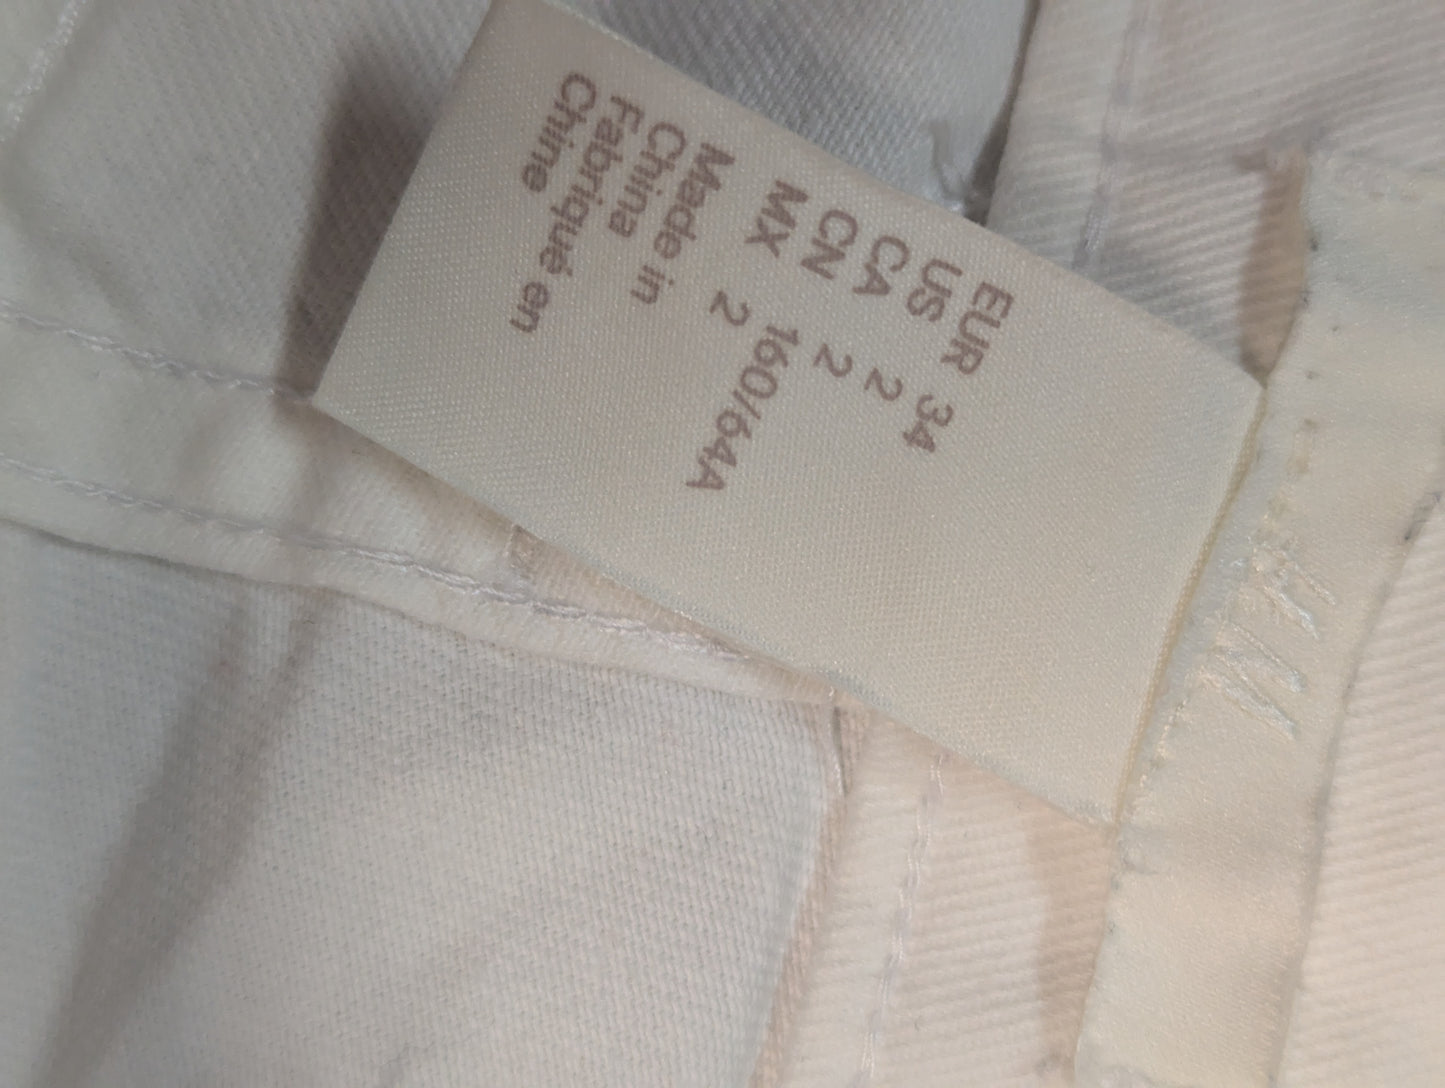 EUR 34
US 2
CA 2
CN 160/64A
MX 2
Made in
China
Fabriqué en
Chine